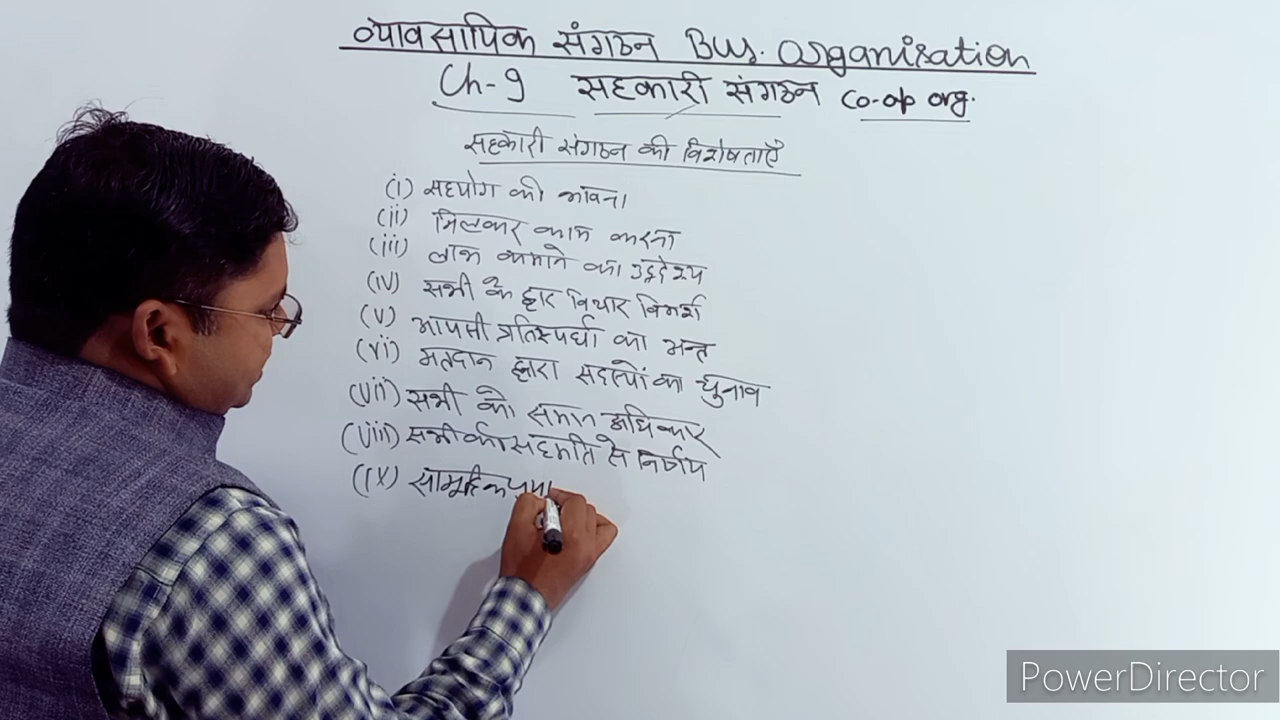 व्यावसायिक संगठन Bus. Organisation
Ch-9 सहकारी संगठन co-op org.
सहकारी संगठन की विशेषताएँ
(i) सहयोग की भावना
(ii) मिलकर काम करना
(iii) लाभ कमाने का उद्देश्य
(iv) सभी के द्वारा विचार विमर्श
(v) आपसी प्रतिस्पर्धा का अन्त
(vi) मतदान द्वारा सदस्यों का चुनाव
(vii) सभी को समान अधिकार
(viii) सभी की सहमति से निर्णय
(ix) सामूहिक
PowerDirector